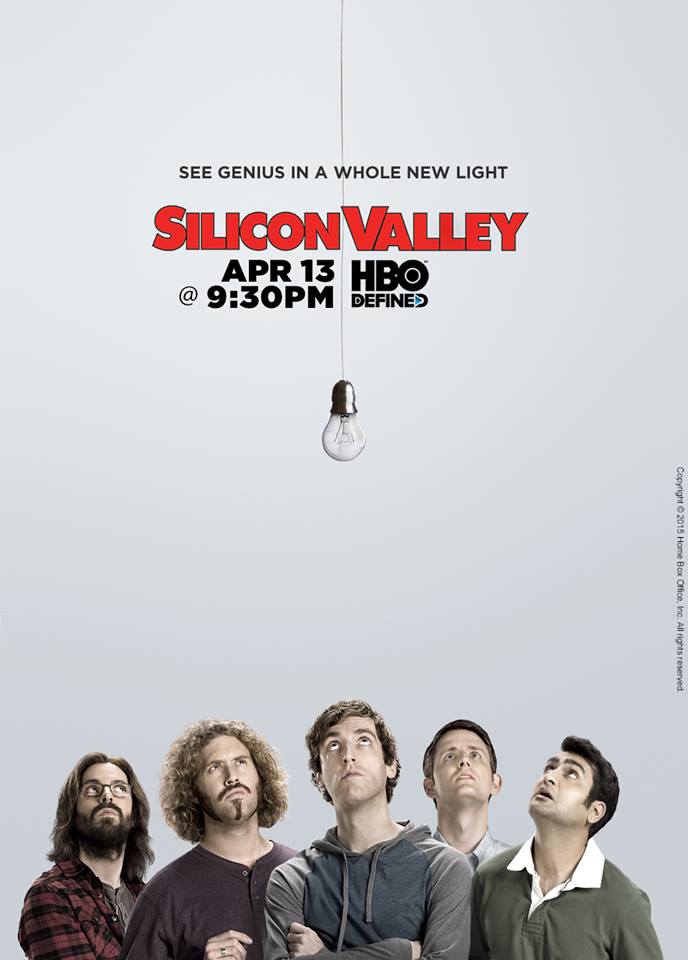 SEE GENIUS IN A WHOLE NEW LIGHT
SILICON VALLEY
APR 13
@ 9:30PM
HBO
DEFINED
Copyright © 2015 Home Box Office, Inc. All rights reserved.